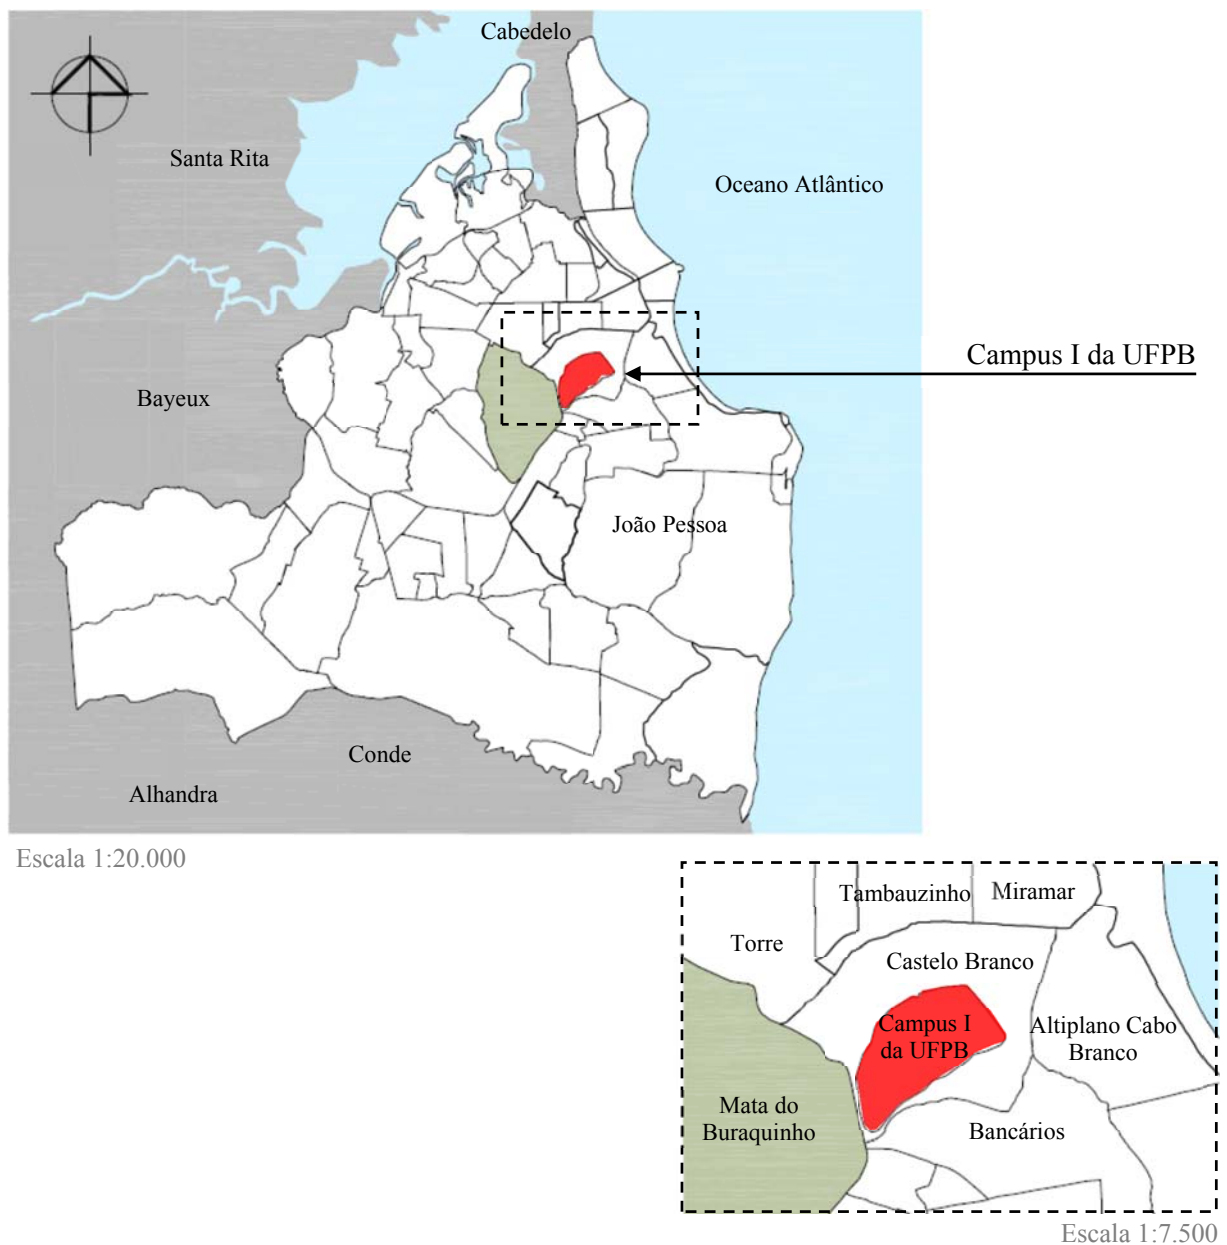 Cabedelo
Santa Rita
Oceano Atlântico
Campus I da UFPB
Bayeux
João Pessoa
Conde
Alhandra
Escala 1:20.000
Tambauzinho
Miramar
Torre
Castelo Branco
Campus I
da UFPB
Altiplano Cabo
Branco
Mata do
Buraquinho
Bancários
Escala 1:7.500